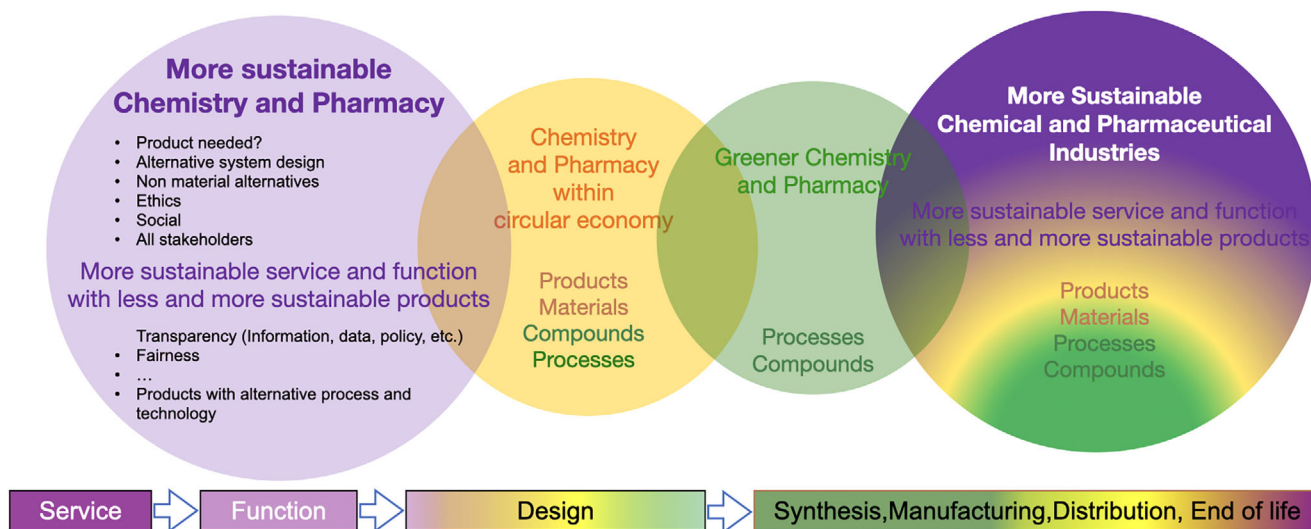 More sustainable
Chemistry and Pharmacy
• Product needed?
• Alternative system design
• Non material alternatives
• Ethics
• Social
• All stakeholders
More sustainable service and function
with less and more sustainable products
Transparency (Information, data, policy, etc.)
• Fairness
• ...
• Products with alternative process and
technology
Chemistry
and Pharmacy
within
circular economy
Products
Materials
Compounds
Processes
Greener Chemistry
and Pharmacy
Processes
Compounds
More Sustainable
Chemical and Pharmaceutical
Industries
More sustainable service and function
with less and more sustainable products
Products
Materials
Processes
Compounds
Service
Function
Design
Synthesis,Manufacturing,Distribution, End of life